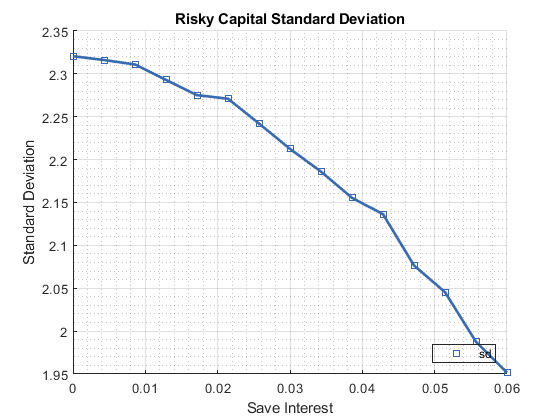 Risky Capital Standard Deviation
2.35
2.3
2.25
2.2
2.15
2.1
2.05
2
1.95
Standard Deviation
sd
0 0.01 0.02 0.03 0.04 0.05 0.06
Save Interest